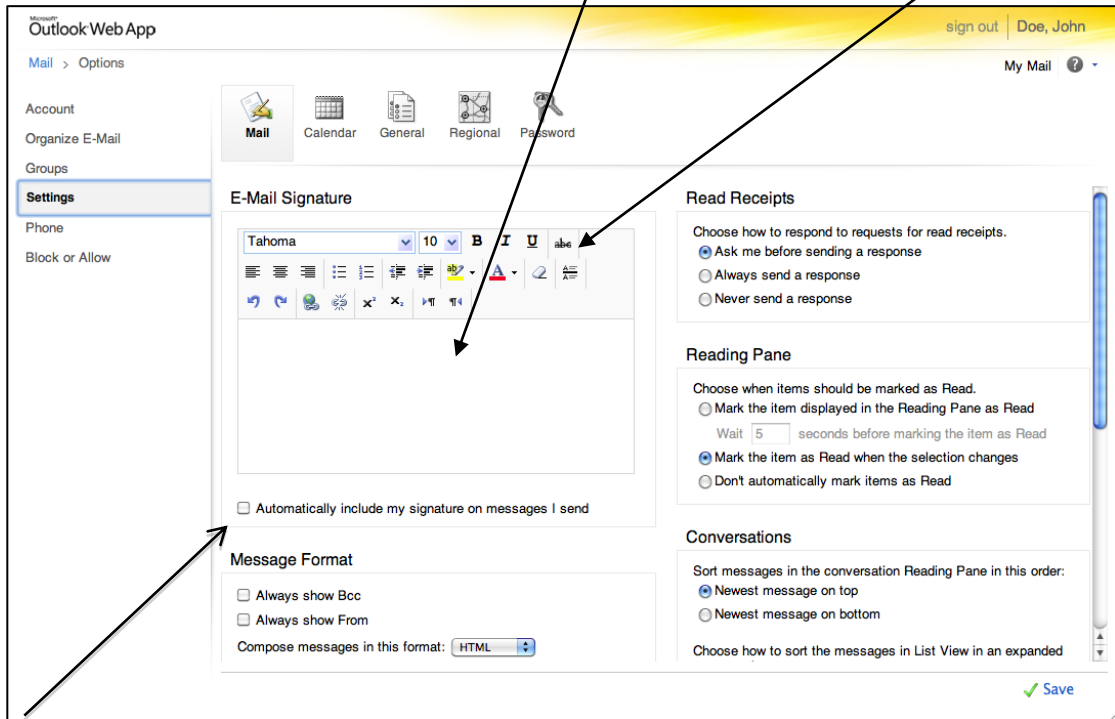 Microsoft®
Outlook Web App
sign out Doe, John
Mail > Options
My Mail ?
Account
Organize E-Mail
Groups
Settings
Phone
Block or Allow
Mail Calendar General Regional Password
E-Mail Signature
Tahoma 10 B I U abc
ab A
x² x₂
Automatically include my signature on messages I send
Message Format
Always show Bcc
Always show From
Compose messages in this format: HTML
Read Receipts
Choose how to respond to requests for read receipts.
Ask me before sending a response
Always send a response
Never send a response
Reading Pane
Choose when items should be marked as Read.
Mark the item displayed in the Reading Pane as Read
Wait 5 seconds before marking the item as Read
Mark the item as Read when the selection changes
Don't automatically mark items as Read
Conversations
Sort messages in the conversation Reading Pane in this order:
Newest message on top
Newest message on bottom
Choose how to sort the messages in List View in an expanded
Save